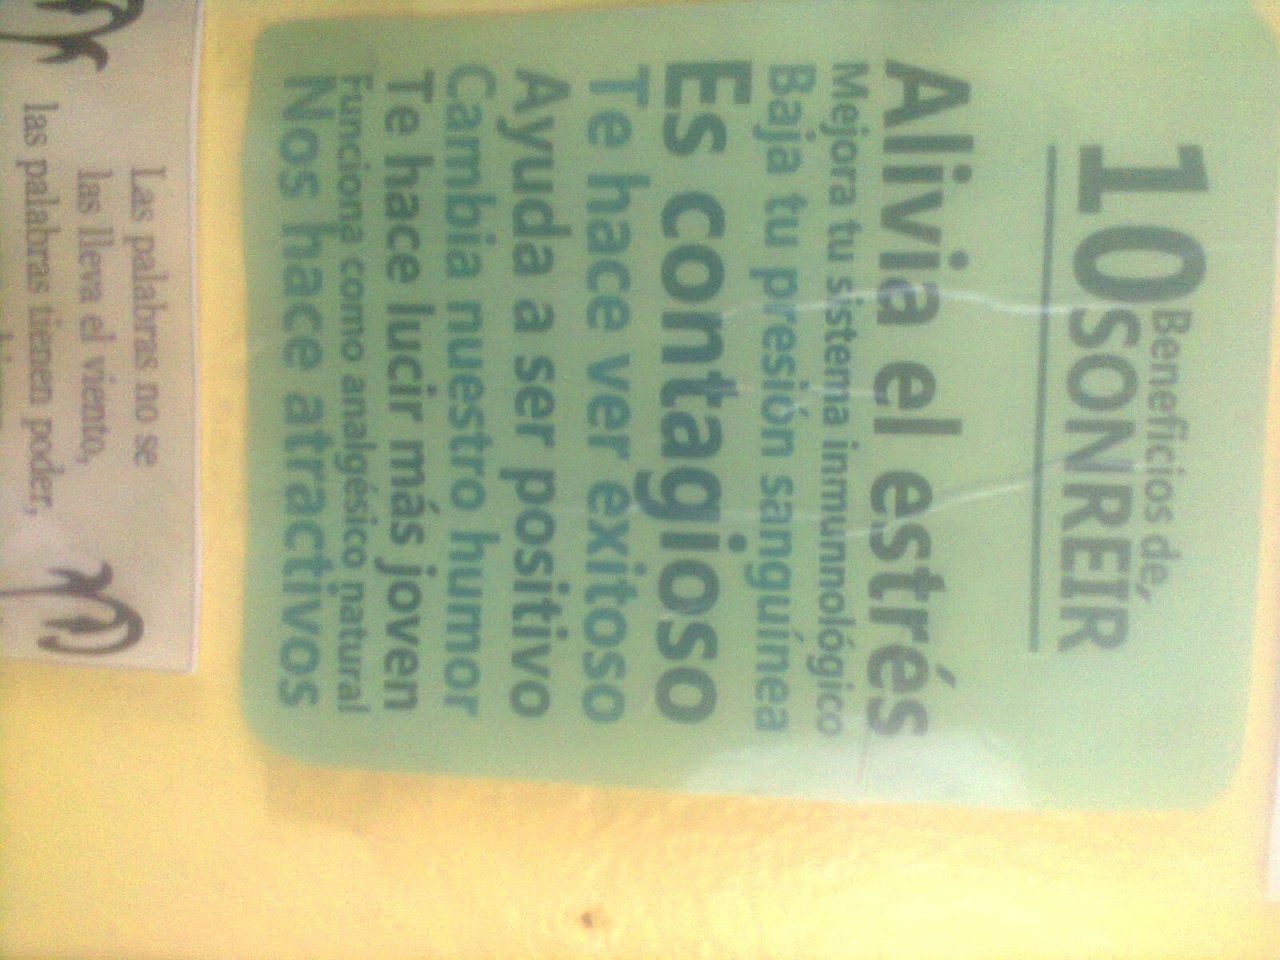 10 Beneficios de,
SONREIR
Alivia el estrés
Mejora tu sistema inmunnológico
Baja tu presión sanguínea
Es contagioso
Te hace ver exitoso
Ayuda a ser positivo
Cambia nuestro humor
Te hace lucir más joven
Funciona como analgésico natural
Nos hace atractivos
Las palabras no se
las lleva el viento,
las palabras tienen poder,